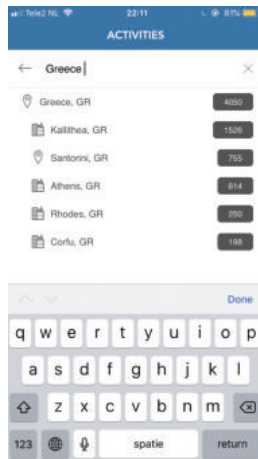 Tele2 NL 22:11 81%
ACTIVITIES
Greece
Greece, GR 4050
Kallithea, GR 1526
Santorini, GR 755
Athens, GR 614
Rhodes, GR 250
Corfu, GR 198
Done
q w e r t y u i o p
a s d f g h j k l
z x c v b n m
123 spatie return